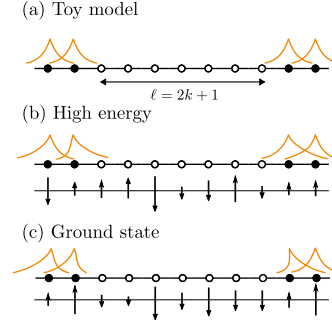 (a) Toy model
ℓ = 2k + 1
(b) High energy
(c) Ground state